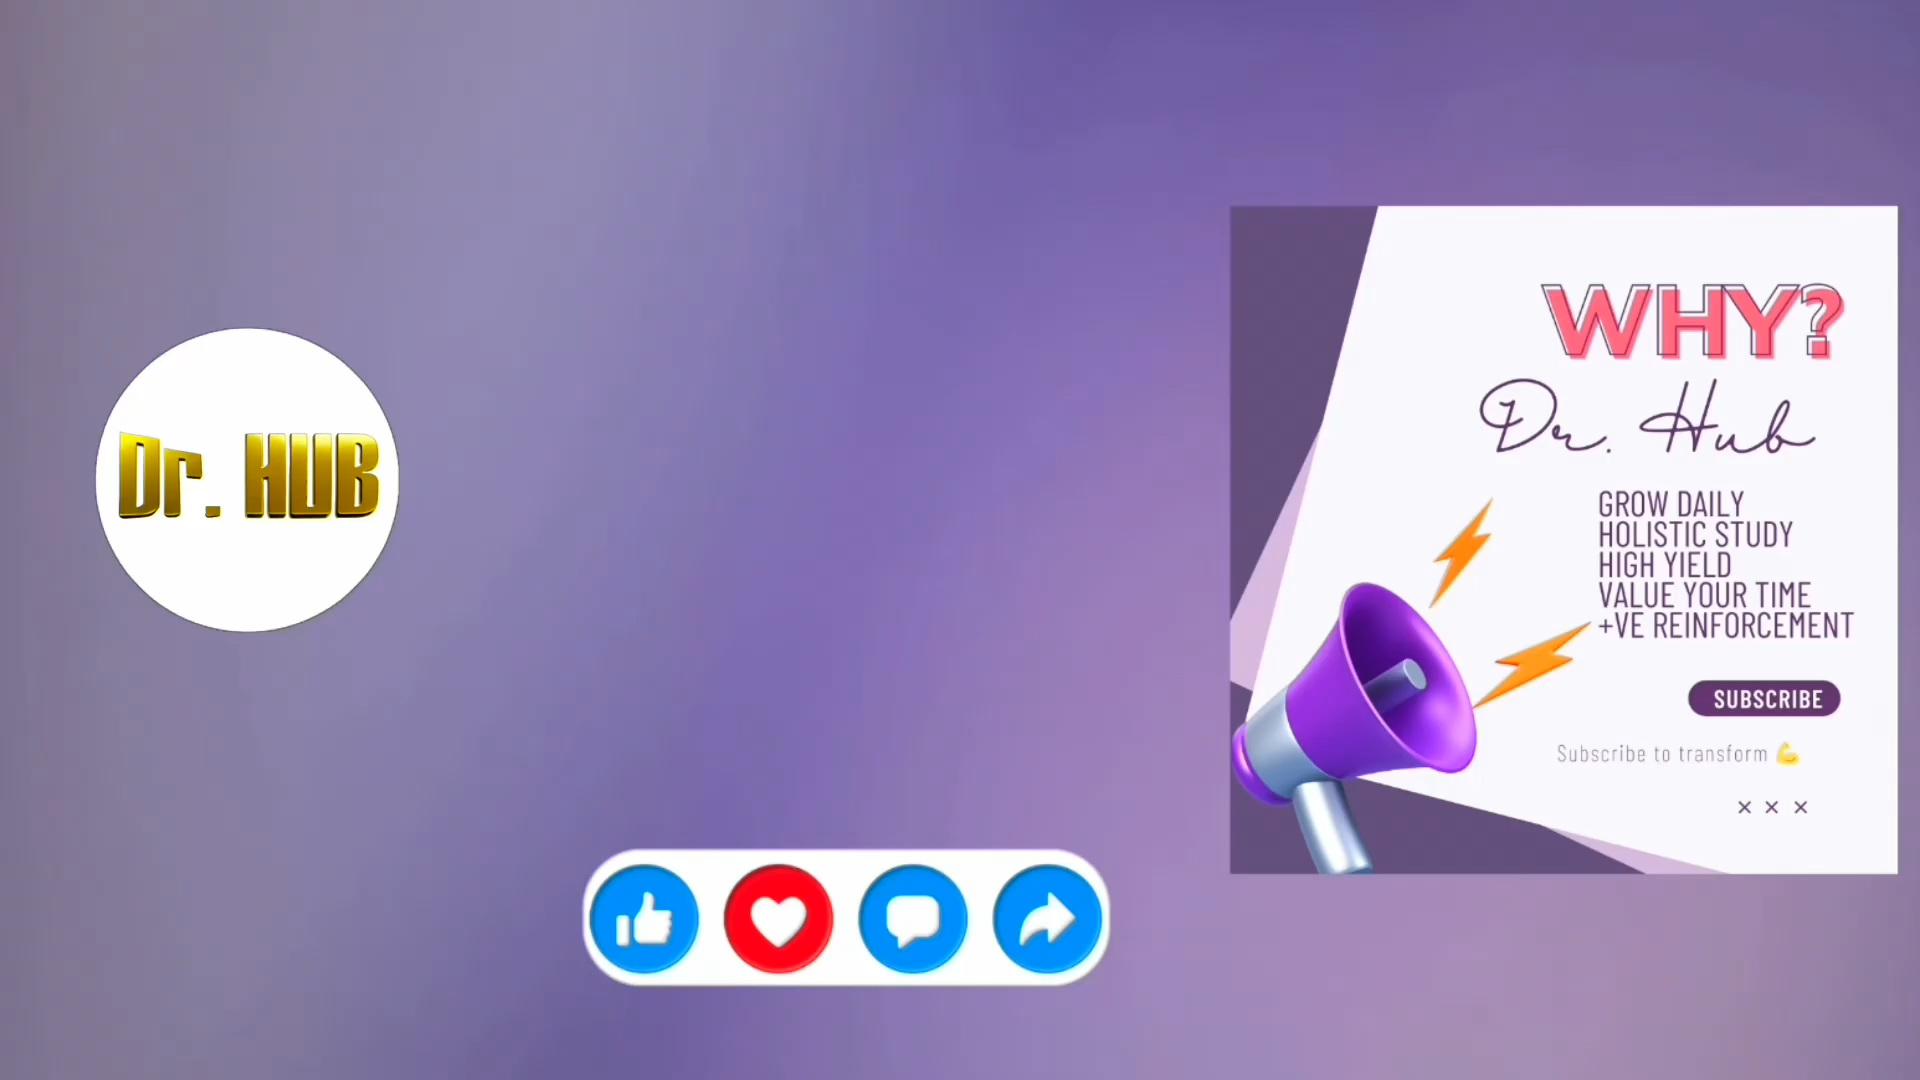 Dr. HUB
WHY?
Dr. Hub
GROW DAILY
HOLISTIC STUDY
HIGH YIELD
VALUE YOUR TIME
+VE REINFORCEMENT
SUBSCRIBE
Subscribe to transform 💪
× × ×